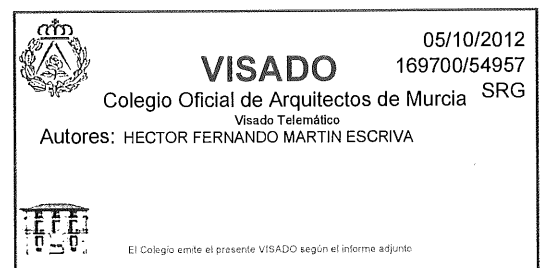 05/10/2012
VISADO 169700/54957
Colegio Oficial de Arquitectos de Murcia SRG
Visado Telemático
Autores: HECTOR FERNANDO MARTIN ESCRIVA
El Colegio emite el presente VISADO según el informe adjunto